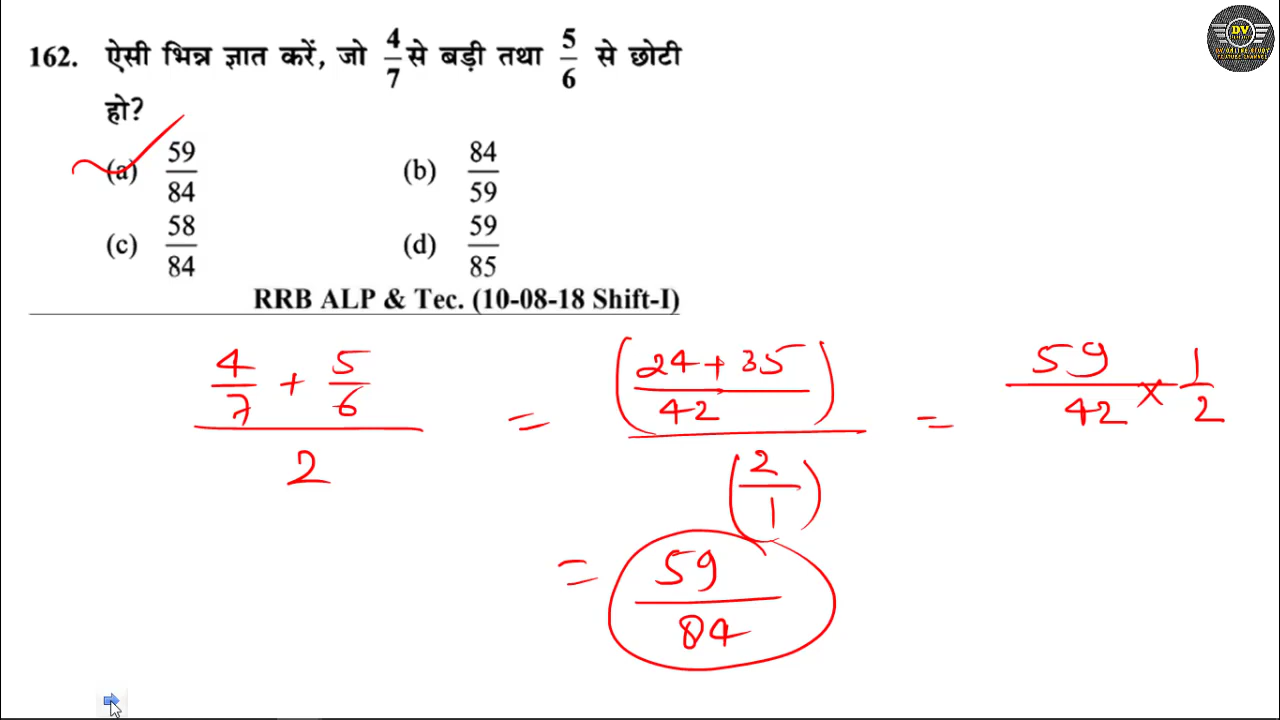 162. ऐसी भिन्न ज्ञात करें, जो 4/7 से बड़ी तथा 5/6 से छोटी
हो?
(a) 59/84 (b) 84/59
(c) 58/84 (d) 59/85
RRB ALP & Tec. (10-08-18 Shift-I)
(4/7 + 5/6)/2 = ((24 + 35)/42)/(2/1) = 59/42 × 1/2
= 59/84
DV